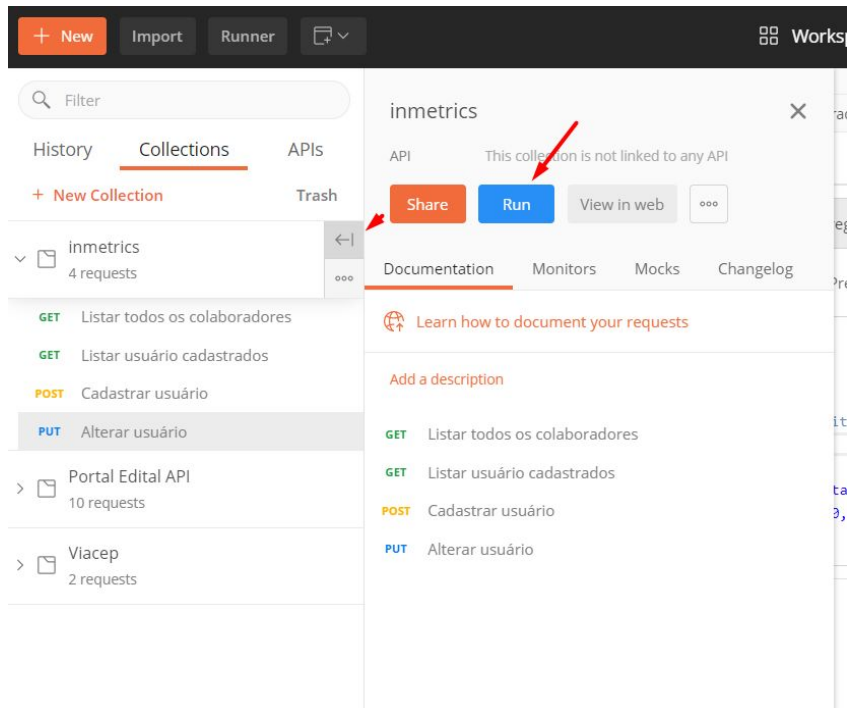 + New Import Runner Worksp
Filter
History Collections APIs
+ New Collection Trash
inmetrics
4 requests
GET Listar todos os colaboradores
GET Listar usuário cadastrados
POST Cadastrar usuário
PUT Alterar usuário
Portal Edital API
10 requests
Viacep
2 requests
inmetrics
API This collection is not linked to any API
Share Run View in web
Documentation Monitors Mocks Changelog
Learn how to document your requests
Add a description
GET Listar todos os colaboradores
GET Listar usuário cadastrados
POST Cadastrar usuário
PUT Alterar usuário